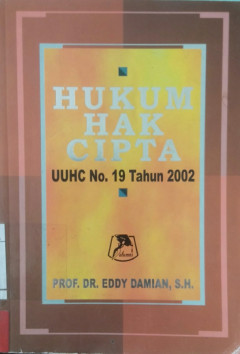 HUKUM
HAK
CIPTA
UUHC No. 19 Tahun 2002
PROF. DR. EDDY DAMIAN, S.H.